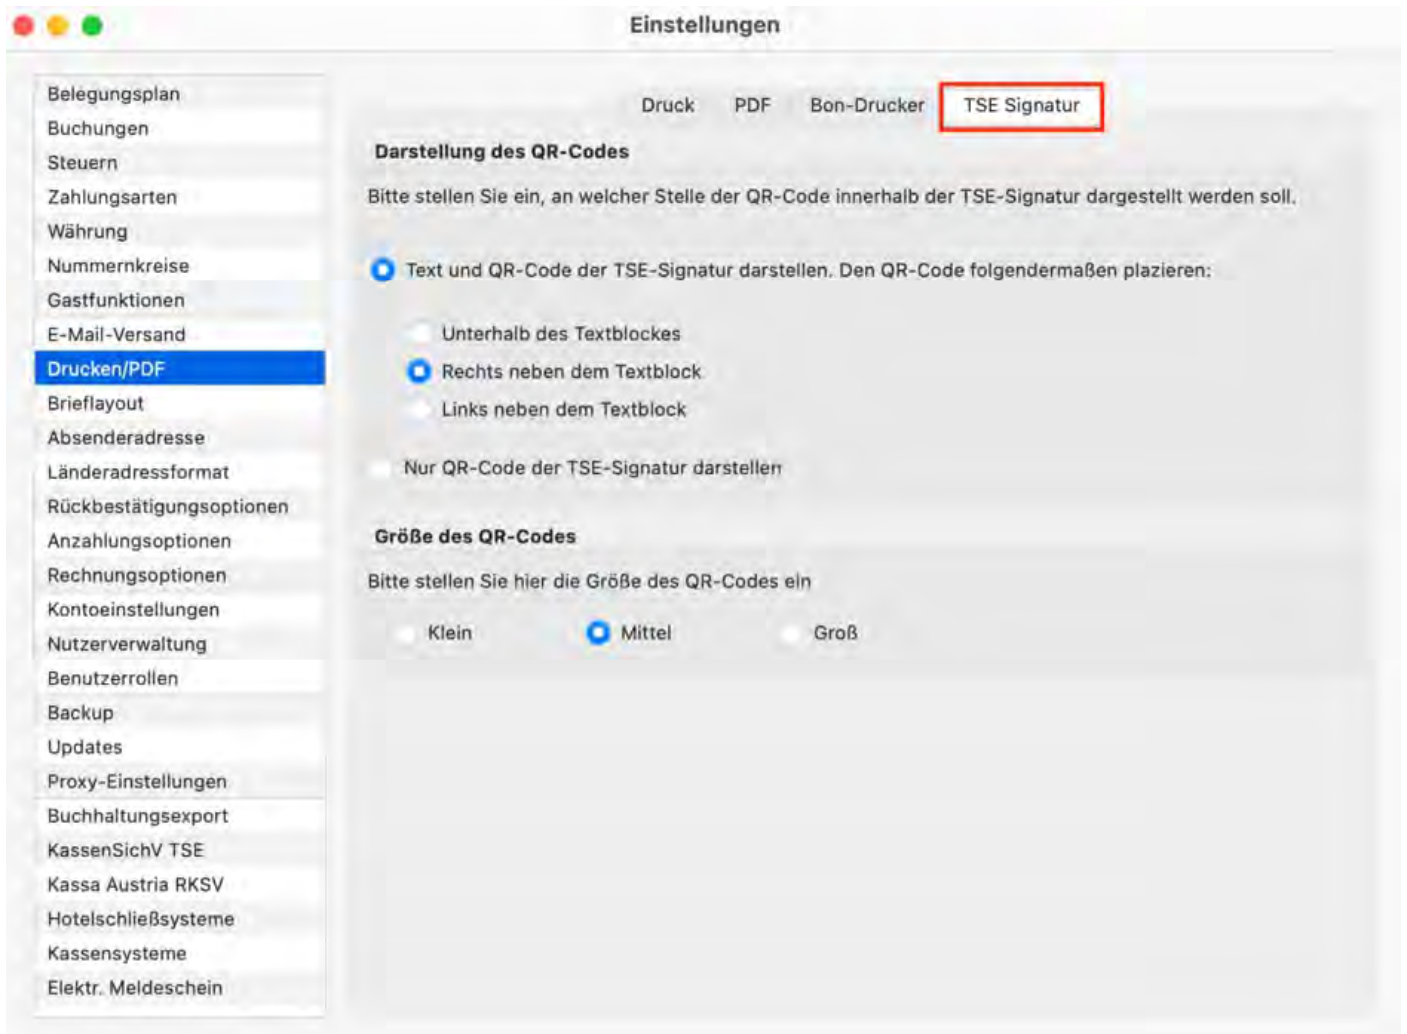 Einstellungen
Belegungsplan
Buchungen
Steuern
Zahlungsarten
Währung
Nummernkreise
Gastfunktionen
E-Mail-Versand
Drucken/PDF
Brieflayout
Absenderadresse
Länderadressformat
Rückbestätigungsoptionen
Anzahlungsoptionen
Rechnungsoptionen
Kontoeinstellungen
Nutzerverwaltung
Benutzerrollen
Backup
Updates
Proxy-Einstellungen
Buchhaltungsexport
KassenSichV TSE
Kassa Austria RKSV
Hotelschließsysteme
Kassensysteme
Elektr. Meldeschein
Druck PDF Bon-Drucker TSE Signatur
Darstellung des QR-Codes
Bitte stellen Sie ein, an welcher Stelle der QR-Code innerhalb der TSE-Signatur dargestellt werden soll.
Text und QR-Code der TSE-Signatur darstellen. Den QR-Code folgendermaßen plazieren:
Unterhalb des Textblockes
Rechts neben dem Textblock
Links neben dem Textblock
Nur QR-Code der TSE-Signatur darstellen
Größe des QR-Codes
Bitte stellen Sie hier die Größe des QR-Codes ein
Klein Mittel Groß